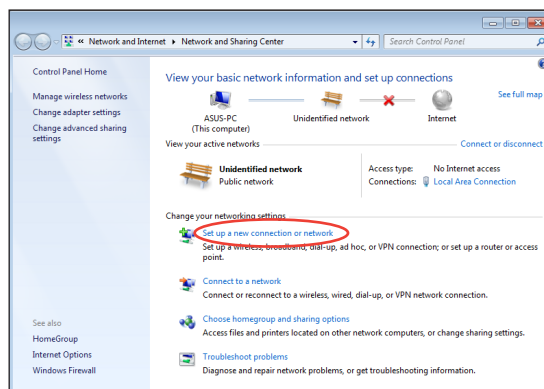 « Network and Internet ▸ Network and Sharing Center
Search Control Panel
Control Panel Home
Manage wireless networks
Change adapter settings
Change advanced sharing
settings
See also
HomeGroup
Internet Options
Windows Firewall
View your basic network information and set up connections
See full map
ASUS-PC
(This computer)
Unidentified network
Internet
View your active networks
Connect or disconnect
Unidentified network
Public network
Access type: No Internet access
Connections: Local Area Connection
Change your networking settings
Set up a new connection or network
Set up a wireless, broadband, dial-up, ad hoc, or VPN connection; or set up a router or access
point.
Connect to a network
Connect or reconnect to a wireless, wired, dial-up, or VPN network connection.
Choose homegroup and sharing options
Access files and printers located on other network computers, or change sharing settings.
Troubleshoot problems
Diagnose and repair network problems, or get troubleshooting information.